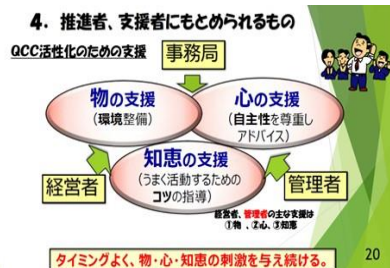 4. 推進者、支援者にもとめられるもの
QCC活性化のための支援
事務局
物の支援
(環境整備)
心の支援
(自主性を尊重し
アドバイス)
知恵の支援
(うまく活動するための
コツの指導)
経営者
管理者
経営者、管理者の主な支援は
①物 、②心、③知恵
タイミングよく、物・心・知恵の刺激を与え続ける。
20